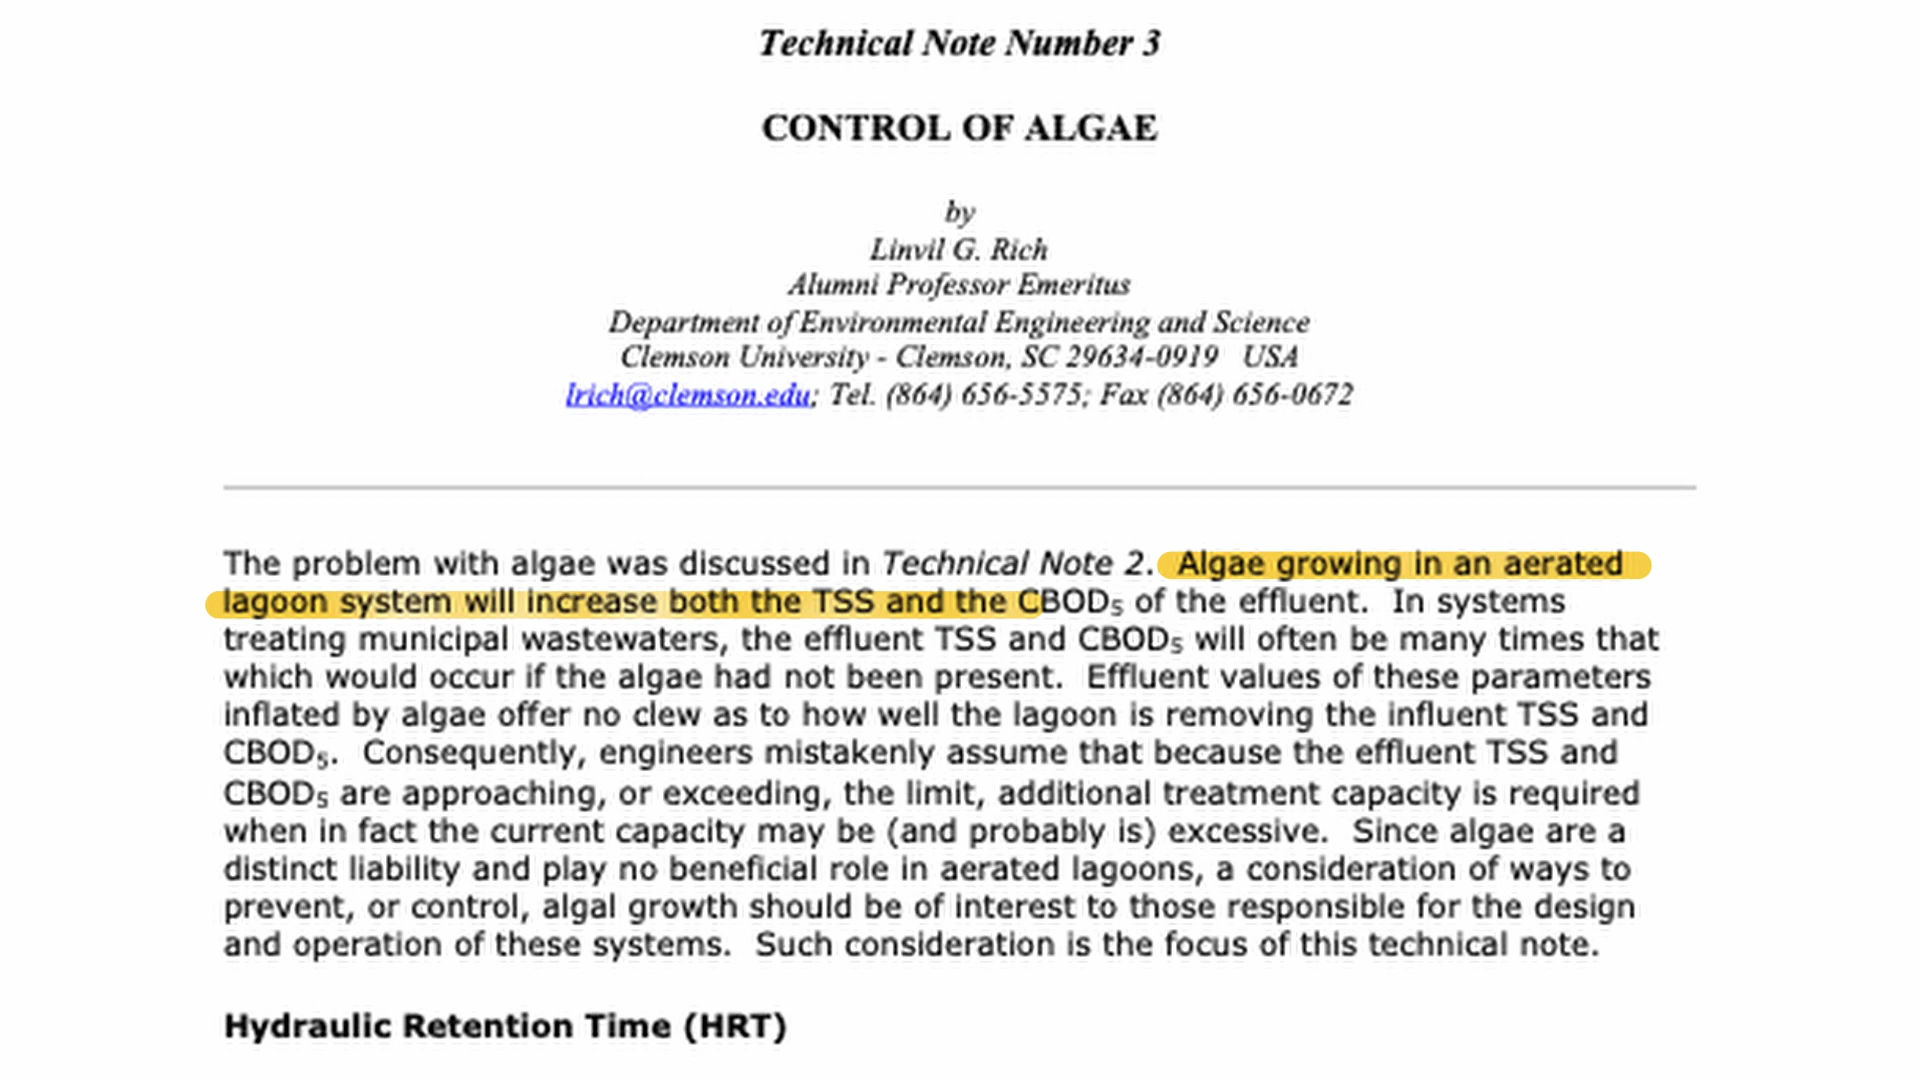 Technical Note Number 3
CONTROL OF ALGAE
by
Linvil G. Rich
Alumni Professor Emeritus
Department of Environmental Engineering and Science
Clemson University - Clemson, SC 29634-0919 USA
lrich@clemson.edu; Tel. (864) 656-5575; Fax (864) 656-0672
The problem with algae was discussed in Technical Note 2. Algae growing in an aerated
lagoon system will increase both the TSS and the CBOD₅ of the effluent. In systems
treating municipal wastewaters, the effluent TSS and CBOD₅ will often be many times that
which would occur if the algae had not been present. Effluent values of these parameters
inflated by algae offer no clew as to how well the lagoon is removing the influent TSS and
CBOD₅. Consequently, engineers mistakenly assume that because the effluent TSS and
CBOD₅ are approaching, or exceeding, the limit, additional treatment capacity is required
when in fact the current capacity may be (and probably is) excessive. Since algae are a
distinct liability and play no beneficial role in aerated lagoons, a consideration of ways to
prevent, or control, algal growth should be of interest to those responsible for the design
and operation of these systems. Such consideration is the focus of this technical note.
Hydraulic Retention Time (HRT)